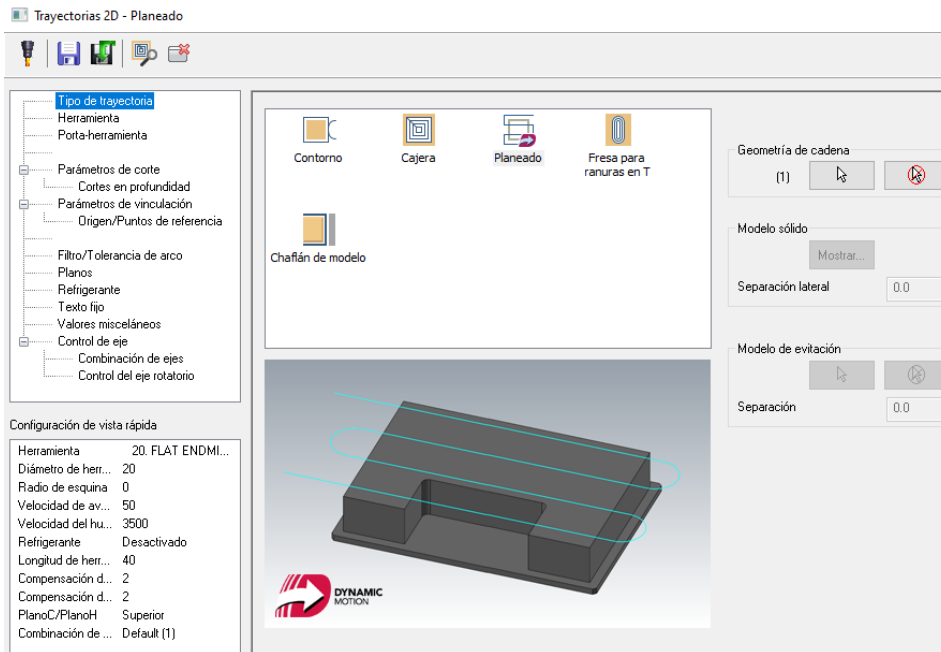 Trayectorias 2D - Planeado
Tipo de trayectoria
Herramienta
Porta-herramienta
Parámetros de corte
Cortes en profundidad
Parámetros de vinculación
Origen/Puntos de referencia
Filtro/Tolerancia de arco
Planos
Refrigerante
Texto fijo
Valores misceláneos
Control de eje
Combinación de ejes
Control del eje rotatorio
Configuración de vista rápida
Herramienta 20. FLAT ENDMI...
Diámetro de herr... 20
Radio de esquina 0
Velocidad de av... 50
Velocidad del hu... 3500
Refrigerante Desactivado
Longitud de herr... 40
Compensación d... 2
Compensación d... 2
PlanoC/PlanoH Superior
Combinación de ... Default (1)
Contorno
Cajera
Planeado
Fresa para
ranuras en T
Chaflán de modelo
DYNAMIC
MOTION
Geometría de cadena
(1)
Modelo sólido
Mostrar...
Separación lateral 0.0
Modelo de evitación
Separación 0.0